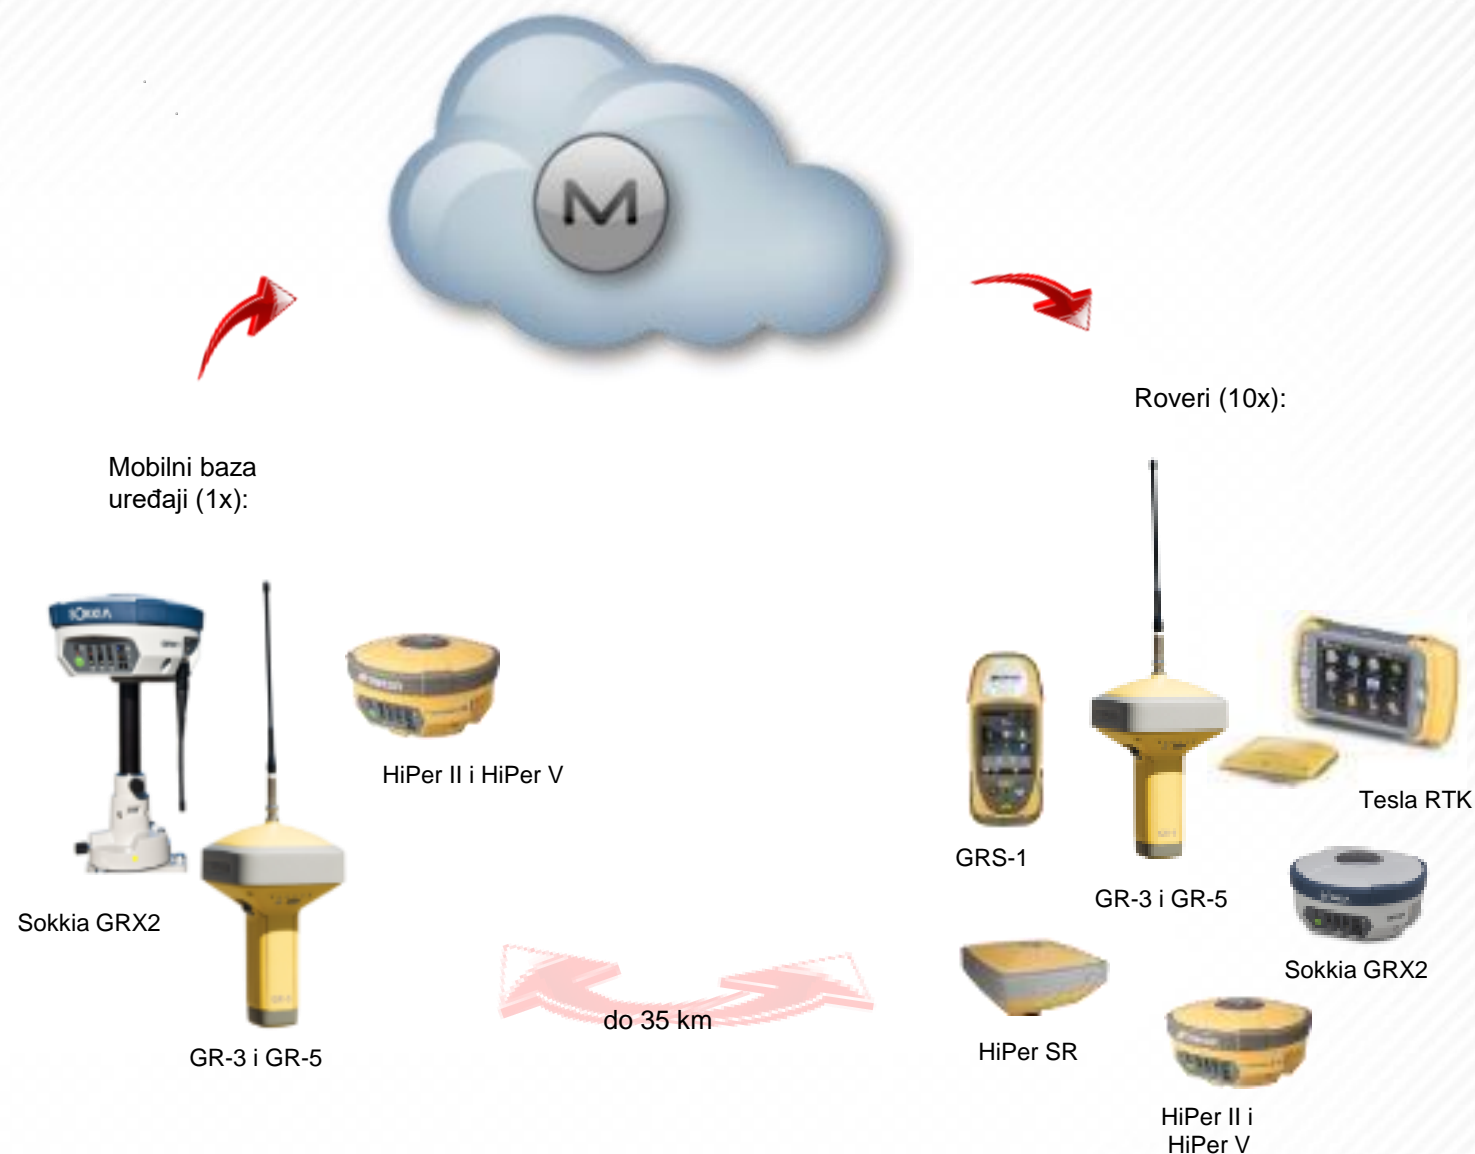 M
Roveri (10x):
Mobilni baza
uređaji (1x):
SOKKIA
HiPer II i HiPer V
Tesla RTK
GRS-1
GR-3 i GR-5
Sokkia GRX2
Sokkia GRX2
do 35 km
HiPer SR
GR-3 i GR-5
HiPer II i
HiPer V